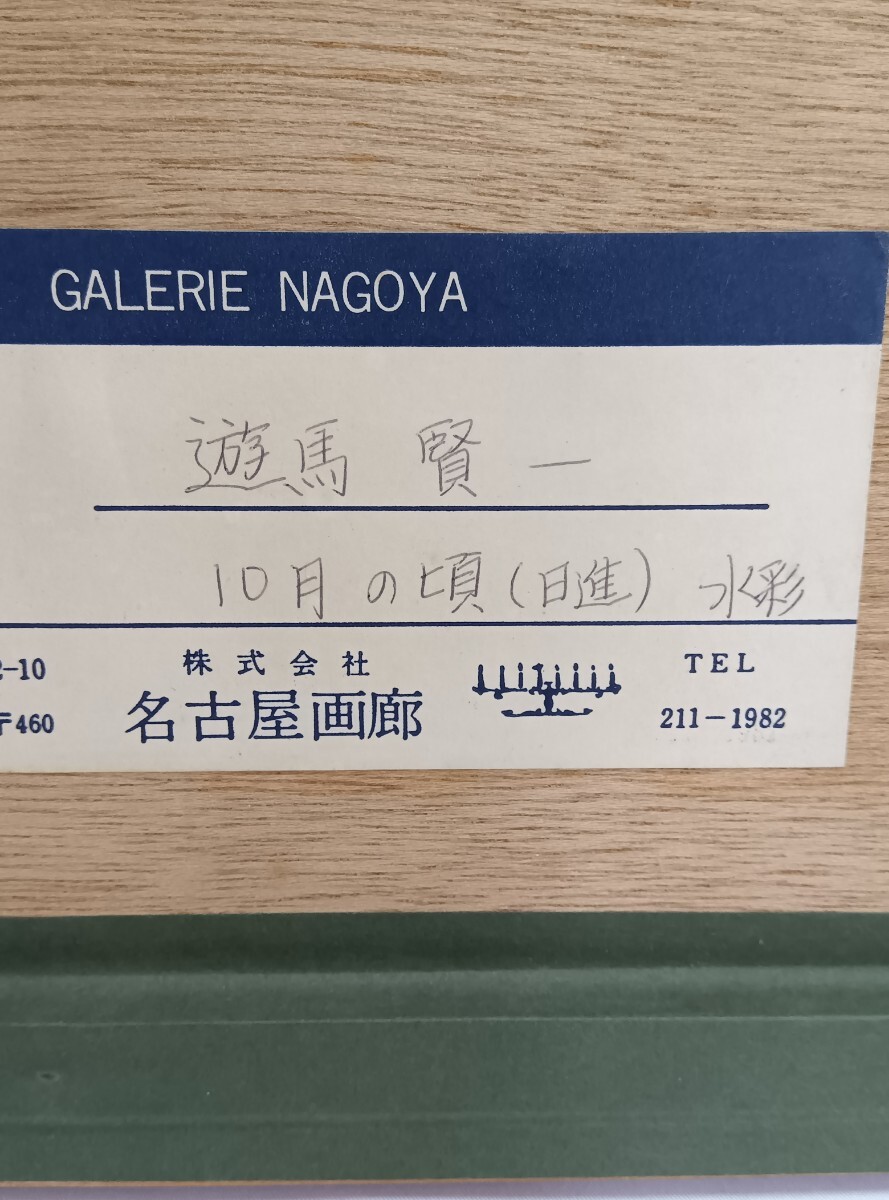 GALERIE NAGOYA
遊馬 賢一
10月の頃(日進) 水彩
2-10 株式会社 TEL
〒460 名古屋画廊 211-1982